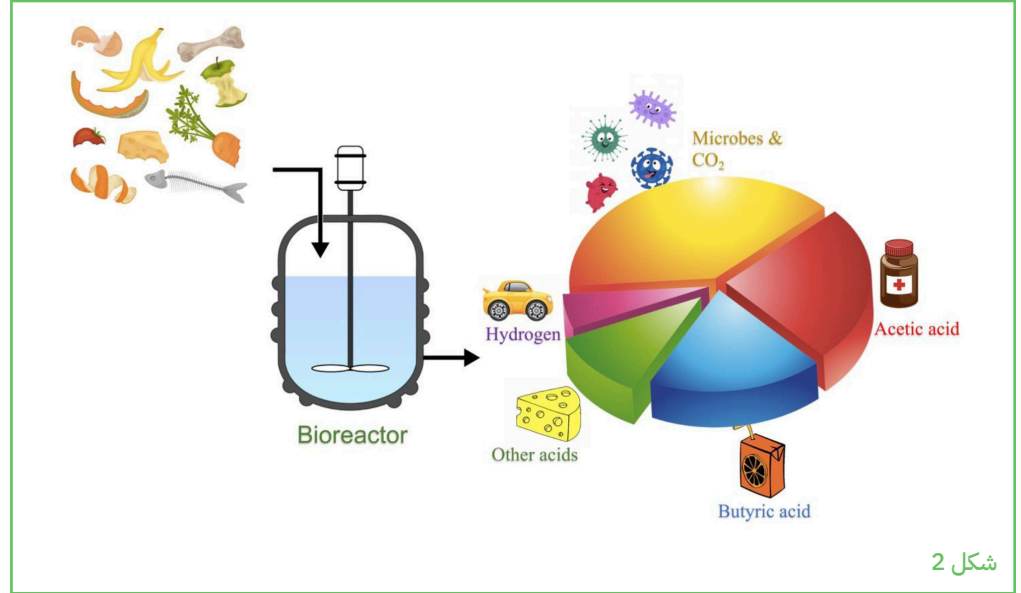 Microbes &
CO₂
Hydrogen
Acetic acid
Bioreactor
Other acids
Butyric acid
شكل 2